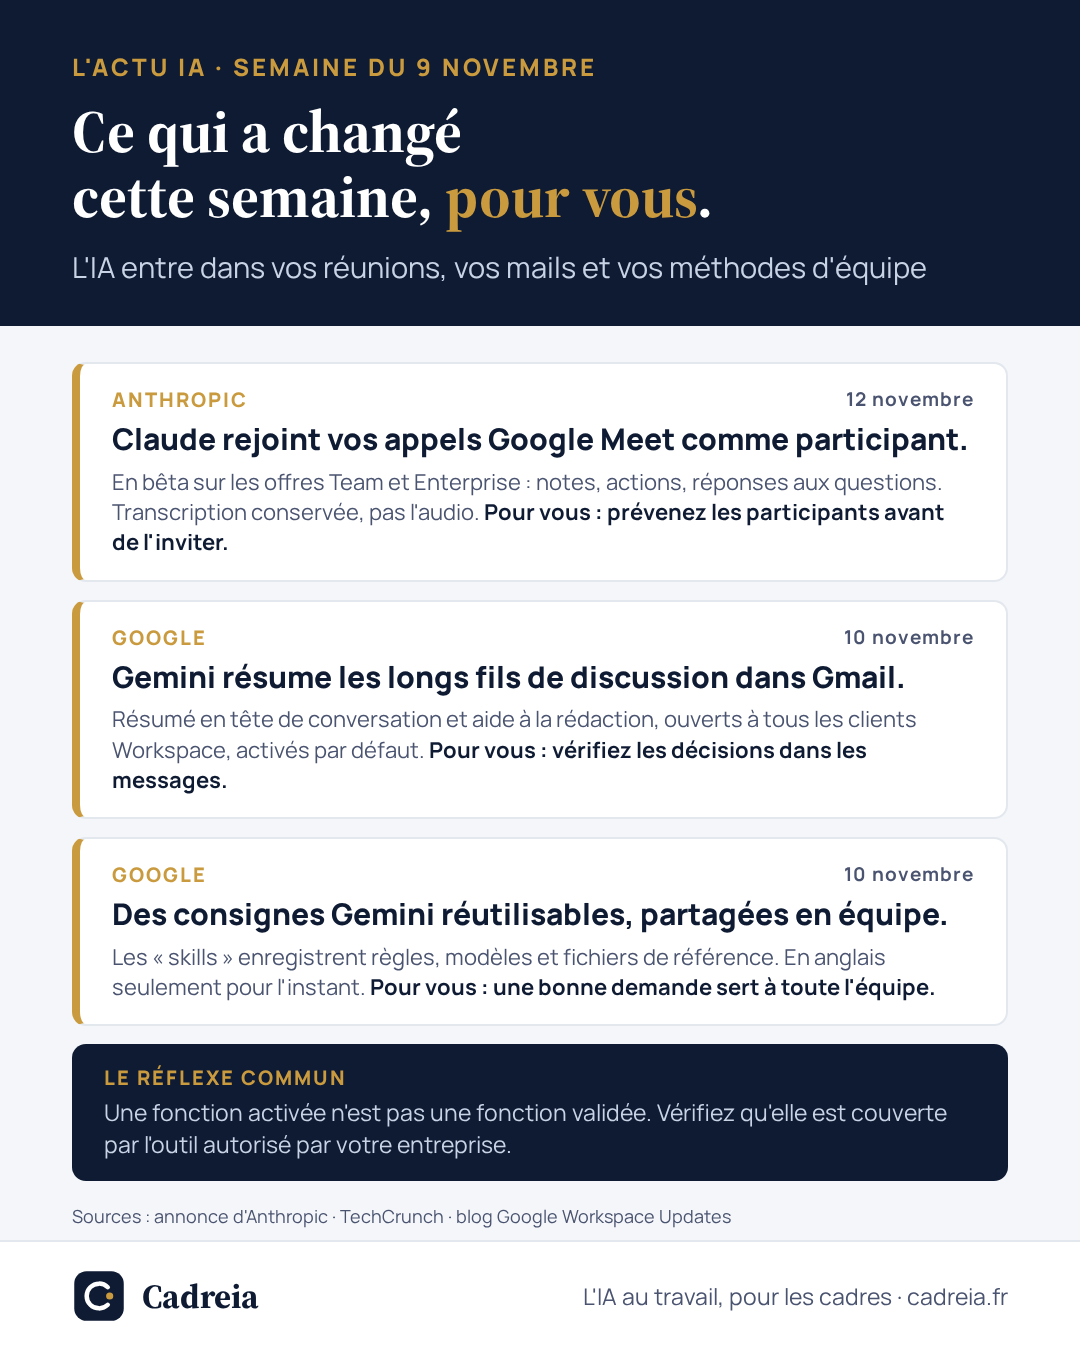 L'ACTU IA · SEMAINE DU 9 NOVEMBRE
Ce qui a changé
cette semaine, pour vous.
L'IA entre dans vos réunions, vos mails et vos méthodes d'équipe
ANTHROPIC
12 novembre
Claude rejoint vos appels Google Meet comme participant.
En bêta sur les offres Team et Enterprise : notes, actions, réponses aux questions.
Transcription conservée, pas l'audio. Pour vous : prévenez les participants avant
de l'inviter.
GOOGLE
10 novembre
Gemini résume les longs fils de discussion dans Gmail.
Résumé en tête de conversation et aide à la rédaction, ouverts à tous les clients
Workspace, activés par défaut. Pour vous : vérifiez les décisions dans les
messages.
GOOGLE
10 novembre
Des consignes Gemini réutilisables, partagées en équipe.
Les « skills » enregistrent règles, modèles et fichiers de référence. En anglais
seulement pour l'instant. Pour vous : une bonne demande sert à toute l'équipe.
LE RÉFLEXE COMMUN
Une fonction activée n'est pas une fonction validée. Vérifiez qu'elle est couverte
par l'outil autorisé par votre entreprise.
Sources : annonce d'Anthropic · TechCrunch · blog Google Workspace Updates
Cadreia
L'IA au travail, pour les cadres · cadreia.fr